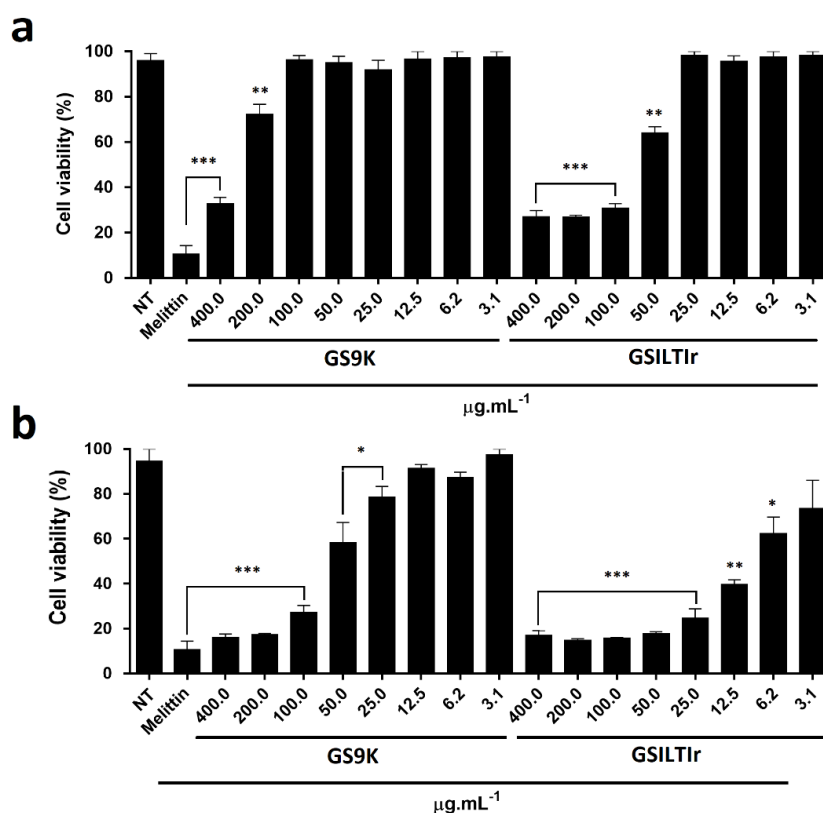 a
Cell viability (%)
100
80
60
40
20
0
***
**
***
**
NT Melittin 400.0 200.0 100.0 50.0 25.0 12.5 6.2 3.1 400.0 200.0 100.0 50.0 25.0 12.5 6.2 3.1
GS9K GSILTIr
μg.mL-1
b
Cell viability (%)
100
80
60
40
20
0
***
*
***
**
*
NT Melittin 400.0 200.0 100.0 50.0 25.0 12.5 6.2 3.1 400.0 200.0 100.0 50.0 25.0 12.5 6.2 3.1
GS9K GSILTIr
μg.mL-1